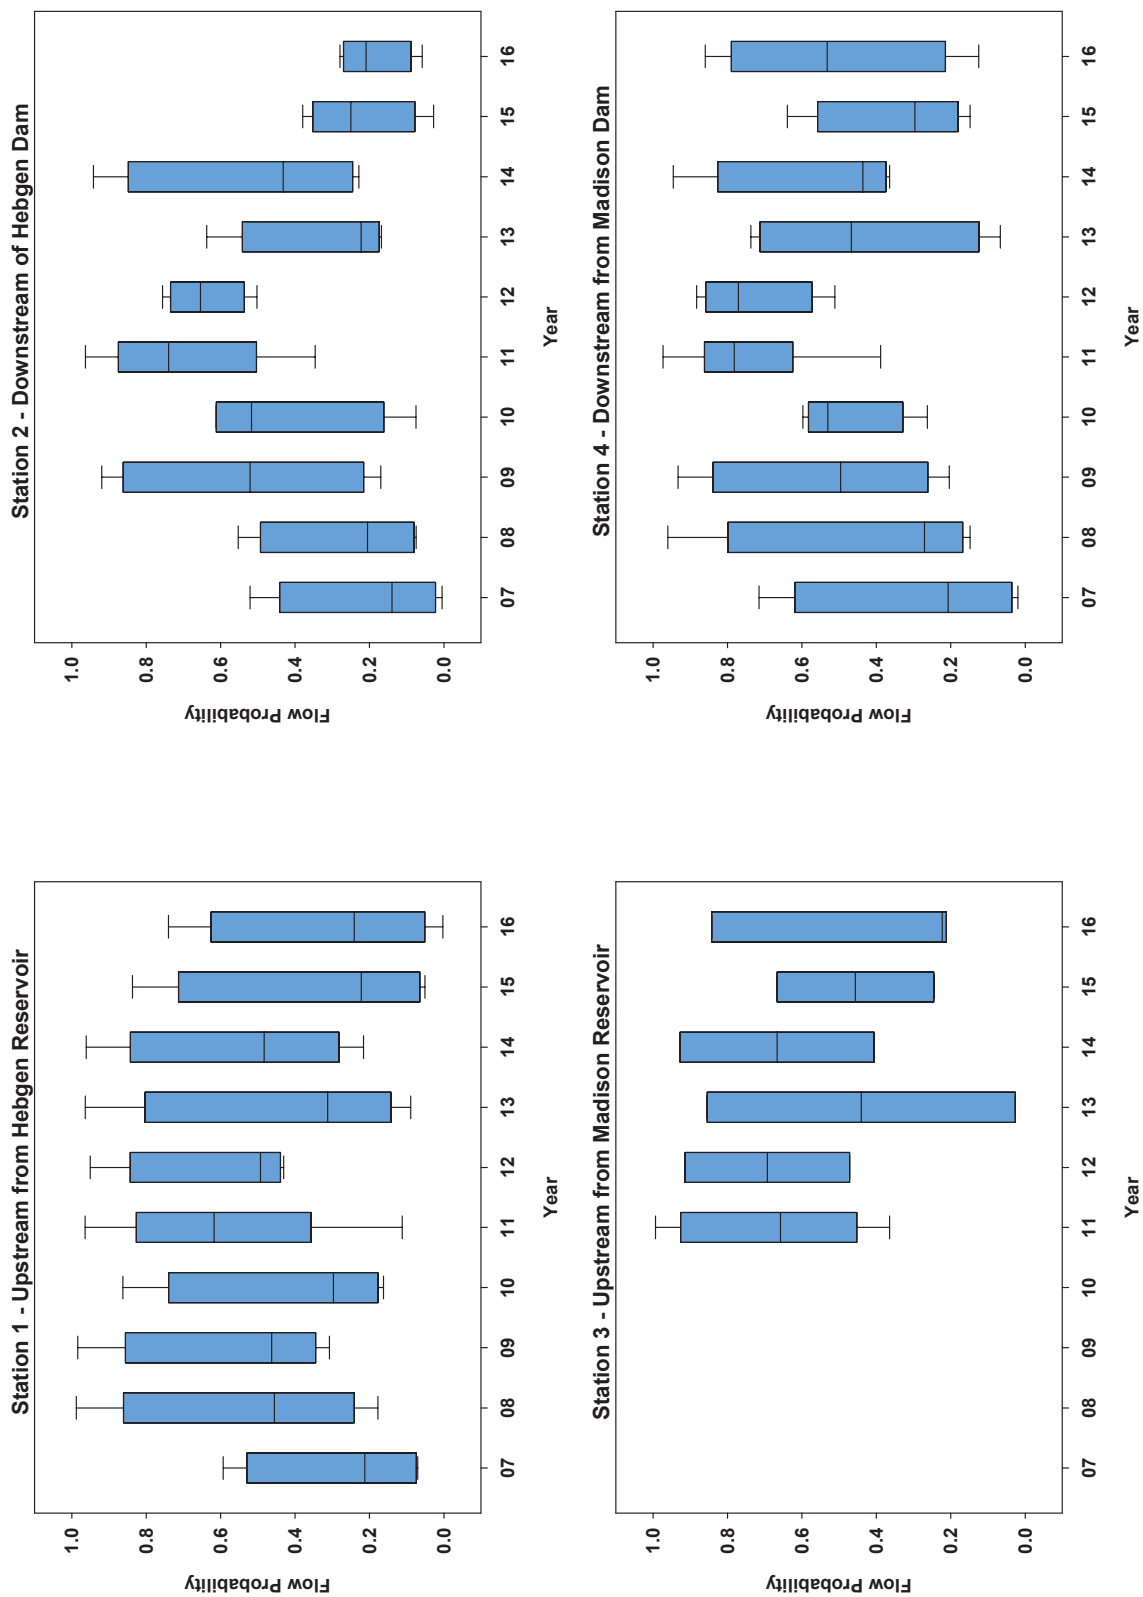 Station 1 - Upstream from Hebgen Reservoir
Flow Probability
1.0
0.8
0.6
0.4
0.2
0.0
07 08 09 10 11 12 13 14 15 16
Year
Station 2 - Downstream of Hebgen Dam
Flow Probability
1.0
0.8
0.6
0.4
0.2
0.0
07 08 09 10 11 12 13 14 15 16
Year
Station 3 - Upstream from Madison Reservoir
Flow Probability
1.0
0.8
0.6
0.4
0.2
0.0
07 08 09 10 11 12 13 14 15 16
Year
Station 4 - Downstream from Madison Dam
Flow Probability
1.0
0.8
0.6
0.4
0.2
0.0
07 08 09 10 11 12 13 14 15 16
Year